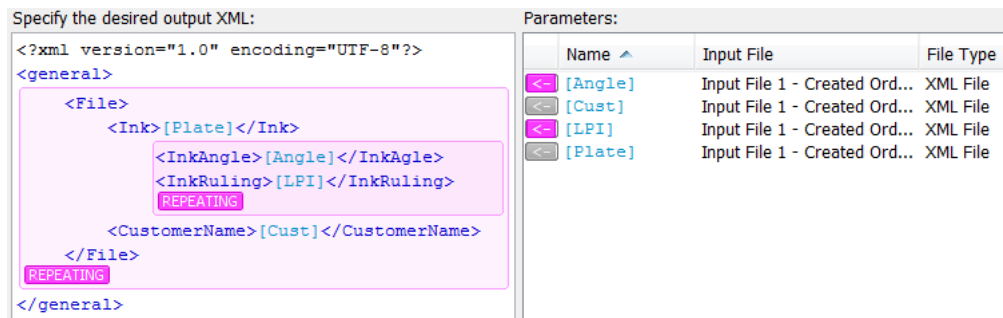 Specify the desired output XML:
<?xml version="1.0" encoding="UTF-8"?>
<general>
<File>
<Ink>[Plate]</Ink>
<InkAngle>[Angle]</InkAgle>
<InkRuling>[LPI]</InkRuling>
REPEATING
<CustomerName>[Cust]</CustomerName>
</File>
REPEATING
</general>
Parameters:
Name Input File File Type
<- [Angle] Input File 1 - Created Ord... XML File
<- [Cust] Input File 1 - Created Ord... XML File
<- [LPI] Input File 1 - Created Ord... XML File
<- [Plate] Input File 1 - Created Ord... XML File